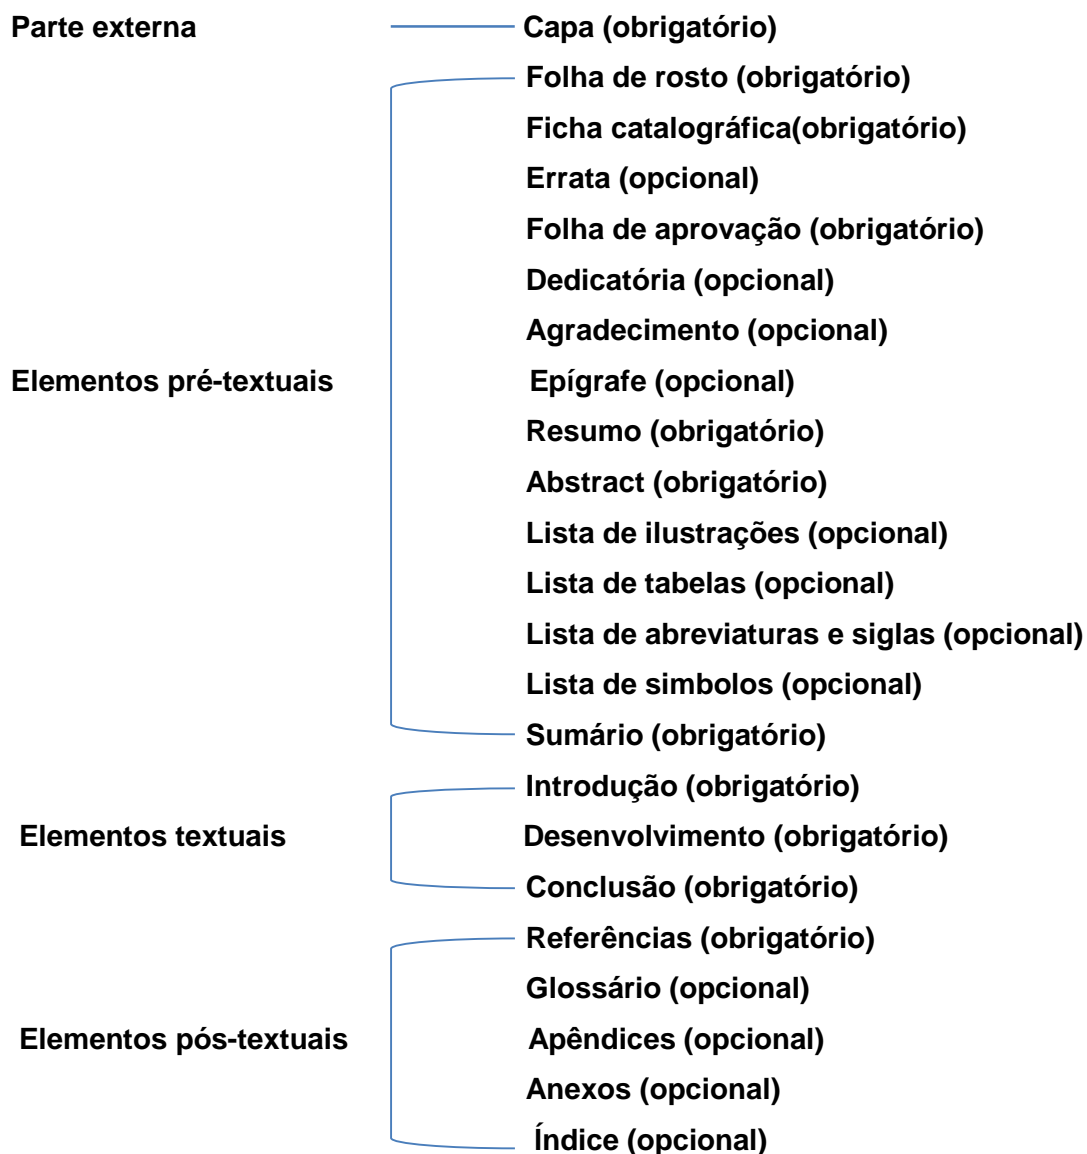 Parte externa Capa (obrigatório)
Folha de rosto (obrigatório)
Ficha catalográfica(obrigatório)
Errata (opcional)
Folha de aprovação (obrigatório)
Dedicatória (opcional)
Agradecimento (opcional)
Elementos pré-textuais Epígrafe (opcional)
Resumo (obrigatório)
Abstract (obrigatório)
Lista de ilustrações (opcional)
Lista de tabelas (opcional)
Lista de abreviaturas e siglas (opcional)
Lista de simbolos (opcional)
Sumário (obrigatório)
Introdução (obrigatório)
Elementos textuais Desenvolvimento (obrigatório)
Conclusão (obrigatório)
Referências (obrigatório)
Glossário (opcional)
Elementos pós-textuais Apêndices (opcional)
Anexos (opcional)
Índice (opcional)